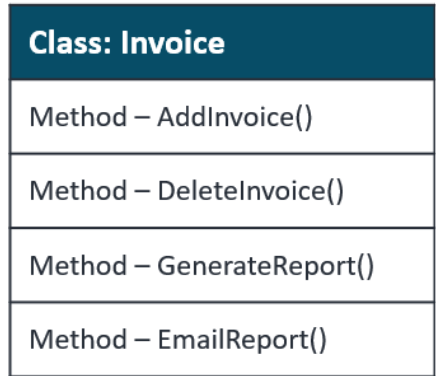 Class: Invoice
Method – AddInvoice()
Method – DeleteInvoice()
Method – GenerateReport()
Method – EmailReport()